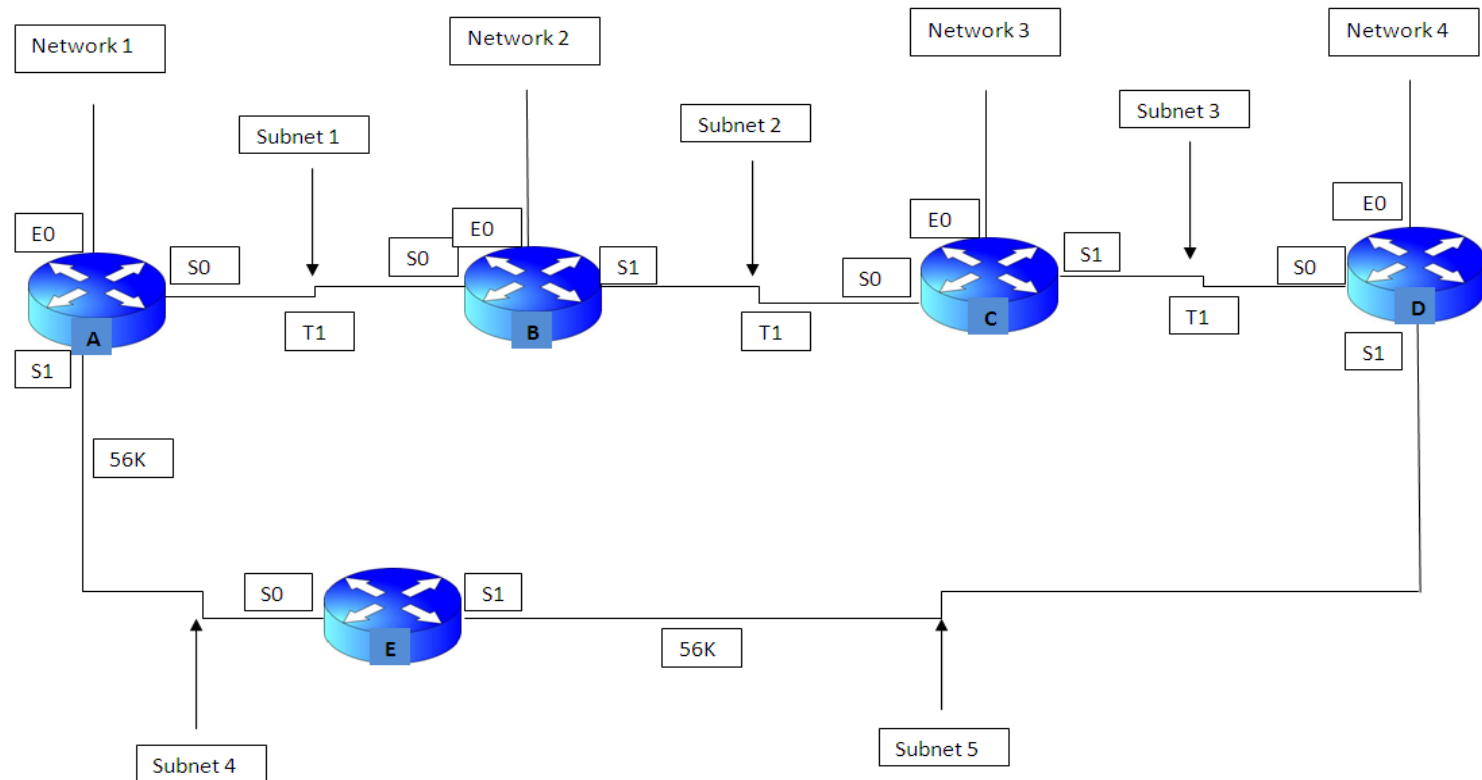 Network 1
Network 2
Network 3
Network 4
Subnet 1
Subnet 2
Subnet 3
E0
S0
S0
E0
S1
S0
E0
S1
S0
E0
A
T1
B
T1
C
T1
D
S1
S1
56K
S0
S1
E
56K
Subnet 4
Subnet 5